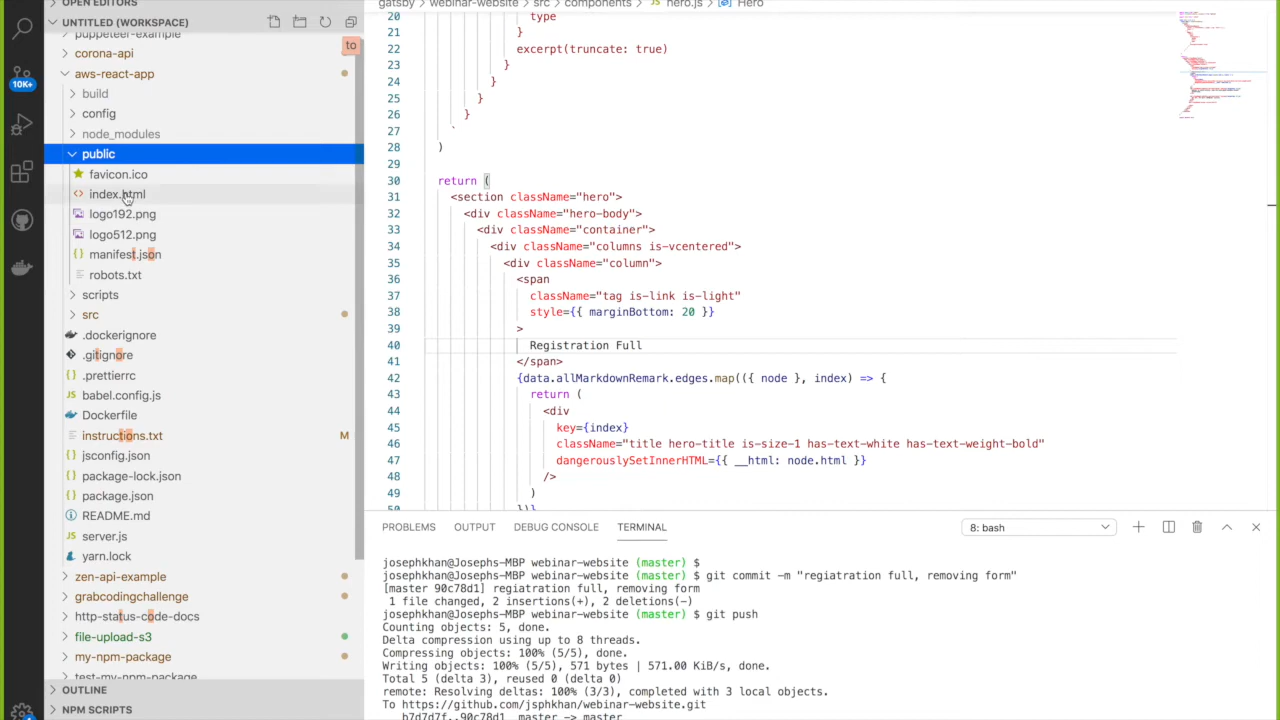 OPEN EDITORS
UNTITLED (WORKSPACE)
puppeteer-example
to
corona-api
aws-react-app
10K+
build
config
node_modules
public
favicon.ico
index.html
logo192.png
logo512.png
manifest.json
robots.txt
scripts
src
.dockerignore
.gitignore
.prettierrc
babel.config.js
Dockerfile
instructions.txt M
jsconfig.json
package-lock.json
package.json
README.md
server.js
yarn.lock
zen-api-example
grabcodingchallenge
http-status-code-docs
file-upload-s3
my-npm-package
test-my-npm-package
OUTLINE
NPM SCRIPTS
gatsby > webinar-website > src > components > JS hero.js > Hero
20 type
21 }
22 excerpt(truncate: true)
23 }
24
25 }
26 }
27 `
28 )
29
30 return (
31 <section className="hero">
32 <div className="hero-body">
33 <div className="container">
34 <div className="columns is-vcentered">
35 <div className="column">
36 <span
37 className="tag is-link is-light"
38 style={{ marginBottom: 20 }}
39 >
40 Registration Full
41 </span>
42 {data.allMarkdownRemark.edges.map(({ node }, index) => {
43 return (
44 <div
45 key={index}
46 className="title hero-title is-size-1 has-text-white has-text-weight-bold"
47 dangerouslySetInnerHTML={{ __html: node.html }}
48 />
49 )
50 })}
PROBLEMS OUTPUT DEBUG CONSOLE TERMINAL 8: bash
josephkhan@Josephs-MBP webinar-website (master) $
josephkhan@Josephs-MBP webinar-website (master) $ git commit -m "regiatration full, removing form"
[master 90c78d1] regiatration full, removing form
1 file changed, 2 insertions(+), 2 deletions(-)
josephkhan@Josephs-MBP webinar-website (master) $ git push
Counting objects: 5, done.
Delta compression using up to 8 threads.
Compressing objects: 100% (5/5), done.
Writing objects: 100% (5/5), 571 bytes | 571.00 KiB/s, done.
Total 5 (delta 3), reused 0 (delta 0)
remote: Resolving deltas: 100% (3/3), completed with 3 local objects.
To https://github.com/jsphkhan/webinar-website.git
b7d7d7f..90c78d1 master -> master